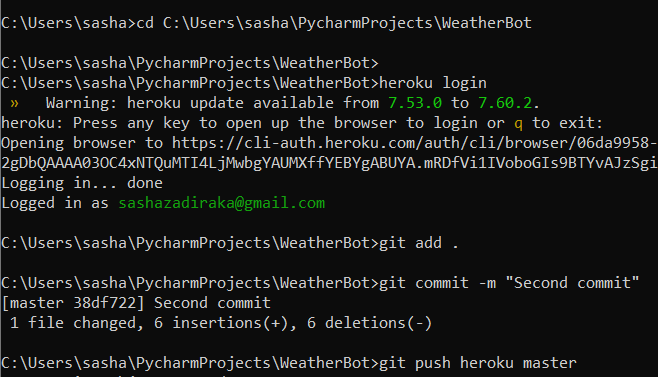 C:\Users\sasha>cd C:\Users\sasha\PycharmProjects\WeatherBot
C:\Users\sasha\PycharmProjects\WeatherBot>
C:\Users\sasha\PycharmProjects\WeatherBot>heroku login
» Warning: heroku update available from 7.53.0 to 7.60.2.
heroku: Press any key to open up the browser to login or q to exit:
Opening browser to https://cli-auth.heroku.com/auth/cli/browser/06da9958-
2gDbQAAAA03OC4xNTQuMTI4LjMwbgYAUMXffYEBYgABUYA.mRDfVi1IVoboGIs9BTYvAJzSgi
Logging in... done
Logged in as sashazadiraka@gmail.com
C:\Users\sasha\PycharmProjects\WeatherBot>git add .
C:\Users\sasha\PycharmProjects\WeatherBot>git commit -m "Second commit"
[master 38df722] Second commit
1 file changed, 6 insertions(+), 6 deletions(-)
C:\Users\sasha\PycharmProjects\WeatherBot>git push heroku master